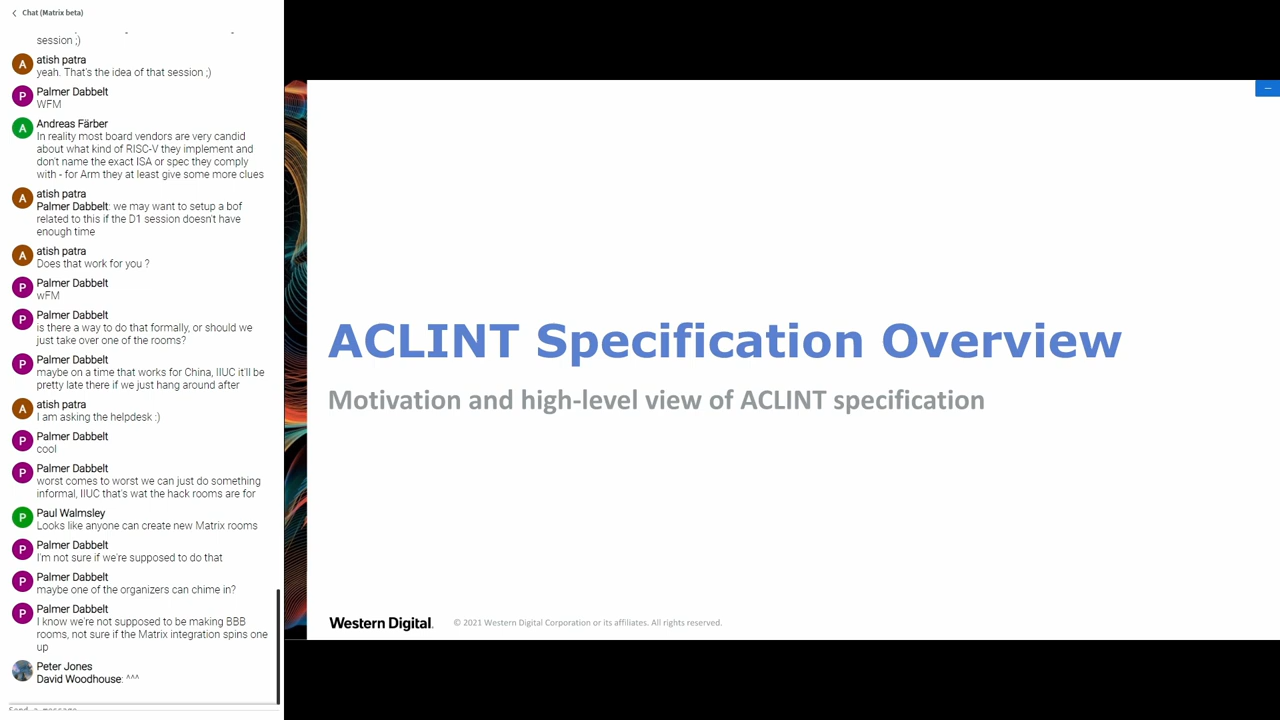 Chat (Matrix beta)
session ;)
atish patra
yeah. That's the idea of that session ;)
Palmer Dabbelt
WFM
Andreas Färber
In reality most board vendors are very candid
about what kind of RISC-V they implement and
don't name the exact ISA or spec they comply
with - for Arm they at least give some more clues
atish patra
Palmer Dabbelt: we may want to setup a bof
related to this if the D1 session doesn't have
enough time
atish patra
Does that work for you ?
Palmer Dabbelt
wFM
Palmer Dabbelt
is there a way to do that formally, or should we
just take over one of the rooms?
Palmer Dabbelt
maybe on a time that works for China, IIUC it'll be
pretty late there if we just hang around after
atish patra
I am asking the helpdesk :)
Palmer Dabbelt
cool
Palmer Dabbelt
worst comes to worst we can just do something
informal, IIUC that's wat the hack rooms are for
Paul Walmsley
Looks like anyone can create new Matrix rooms
Palmer Dabbelt
I'm not sure if we're supposed to do that
Palmer Dabbelt
maybe one of the organizers can chime in?
Palmer Dabbelt
I know we're not supposed to be making BBB
rooms, not sure if the Matrix integration spins one
up
Peter Jones
David Woodhouse: ^^^
Send a message
ACLINT Specification Overview
Motivation and high-level view of ACLINT specification
Western Digital.
© 2021 Western Digital Corporation or its affiliates. All rights reserved.